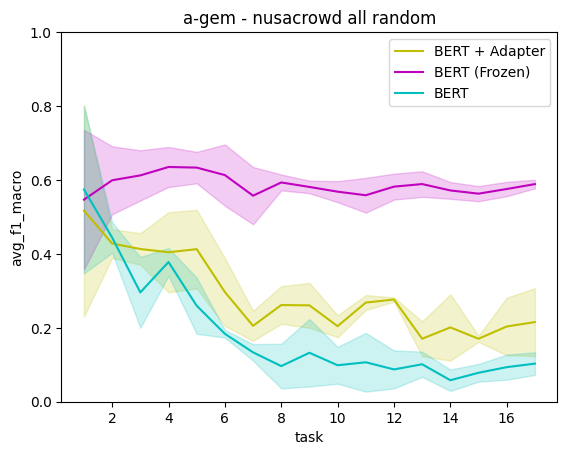 a-gem - nusacrowd all random
1.0
0.8
0.6
0.4
0.2
0.0
avg_f1_macro
BERT + Adapter
BERT (Frozen)
BERT
2 4 6 8 10 12 14 16
task